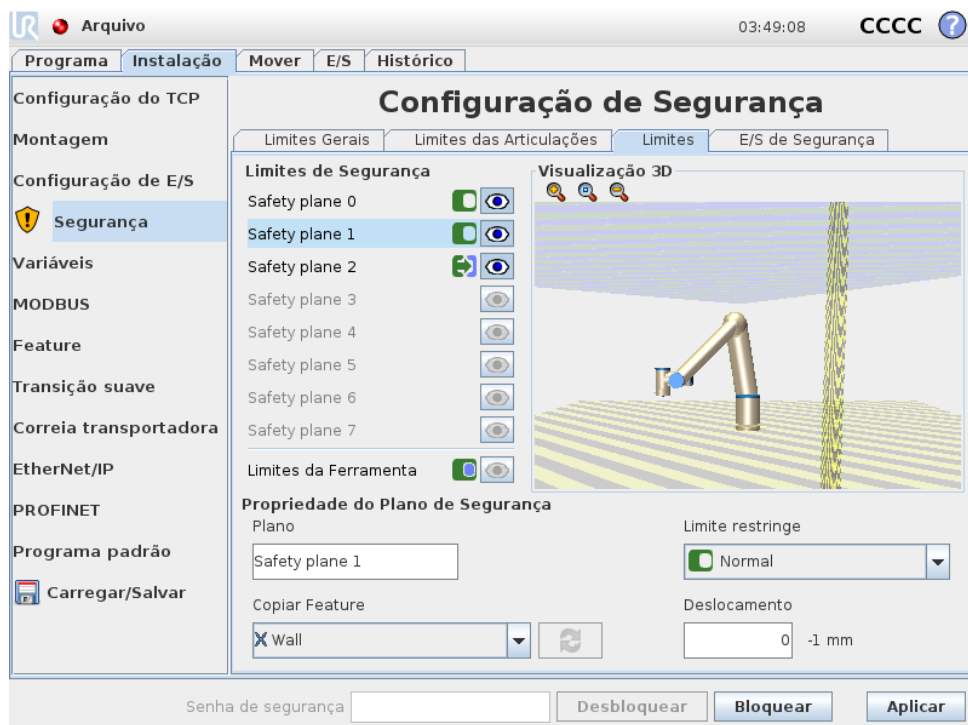 UR Arquivo 03:49:08 CCCC ?
Programa Instalação Mover E/S Histórico
Configuração do TCP
Montagem
Configuração de E/S
Segurança
Variáveis
MODBUS
Feature
Transição suave
Correia transportadora
EtherNet/IP
PROFINET
Programa padrão
Carregar/Salvar
Configuração de Segurança
Limites Gerais Limites das Articulações Limites E/S de Segurança
Limites de Segurança
Safety plane 0
Safety plane 1
Safety plane 2
Safety plane 3
Safety plane 4
Safety plane 5
Safety plane 6
Safety plane 7
Limites da Ferramenta
Visualização 3D
Propriedade do Plano de Segurança
Plano
Safety plane 1
Limite restringe
Normal
Copiar Feature
Wall
Deslocamento
0 -1 mm
Senha de segurança Desbloquear Bloquear Aplicar